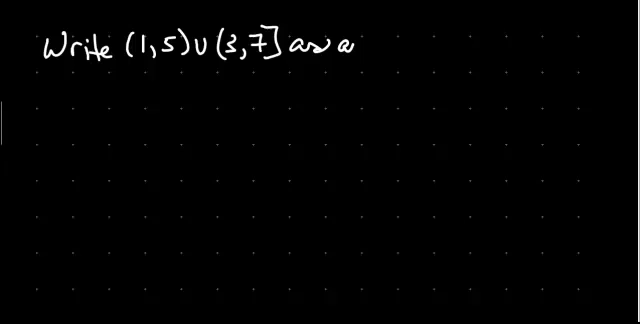 Write (1,5)∪(3,7] as a